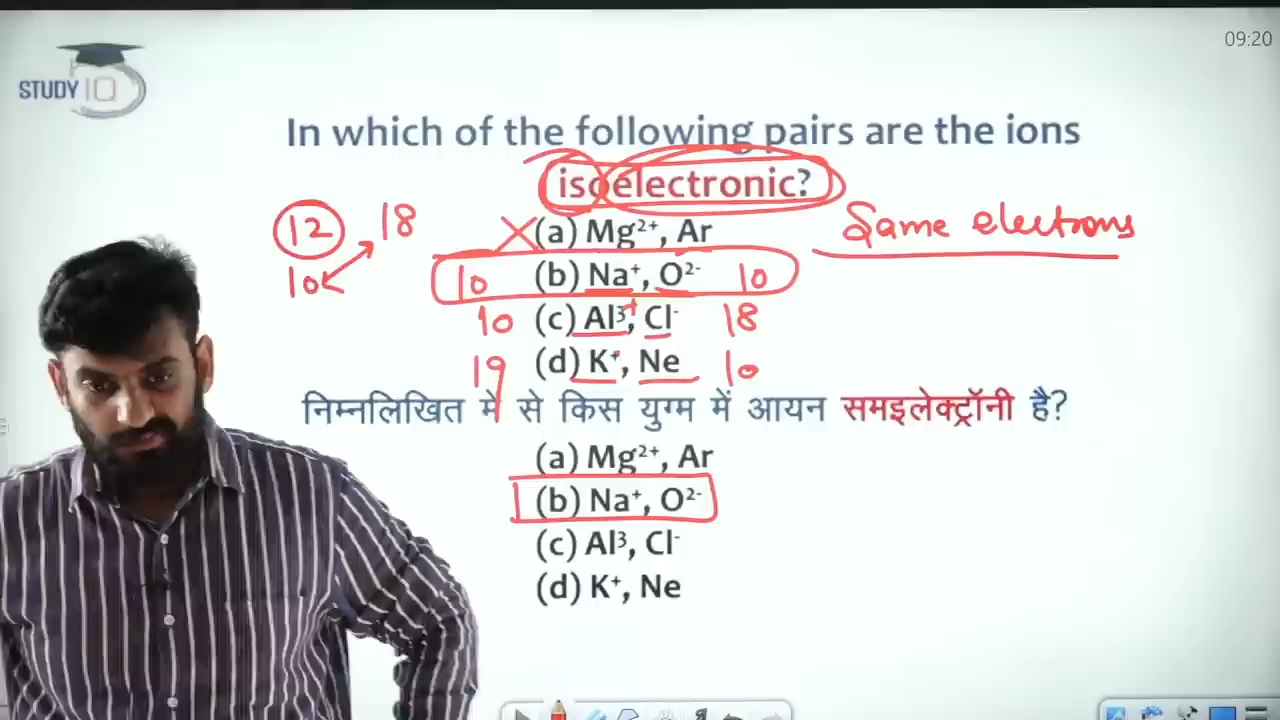 09:20
STUDY IQ
In which of the following pairs are the ions
isoelectronic?
12 18
(a) Mg²⁺, Ar
Same electrons
10
10 (b) Na⁺, O²⁻ 10
10 (c) Al³⁺, Cl⁻ 18
19 (d) K⁺, Ne 10
निम्नलिखित में से किस युग्म में आयन समइलेक्ट्रॉनी है?
(a) Mg²⁺, Ar
(b) Na⁺, O²⁻
(c) Al³, Cl⁻
(d) K⁺, Ne